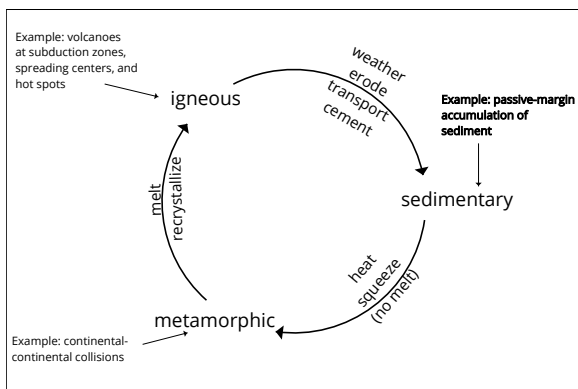 Example: volcanoes
at subduction zones,
spreading centers, and
hot spots
igneous
weather
erode
transport
cement
Example: passive-margin
accumulation of
sediment
sedimentary
heat
squeeze
(no melt)
metamorphic
Example: continental-
continental collisions
melt
recrystallize